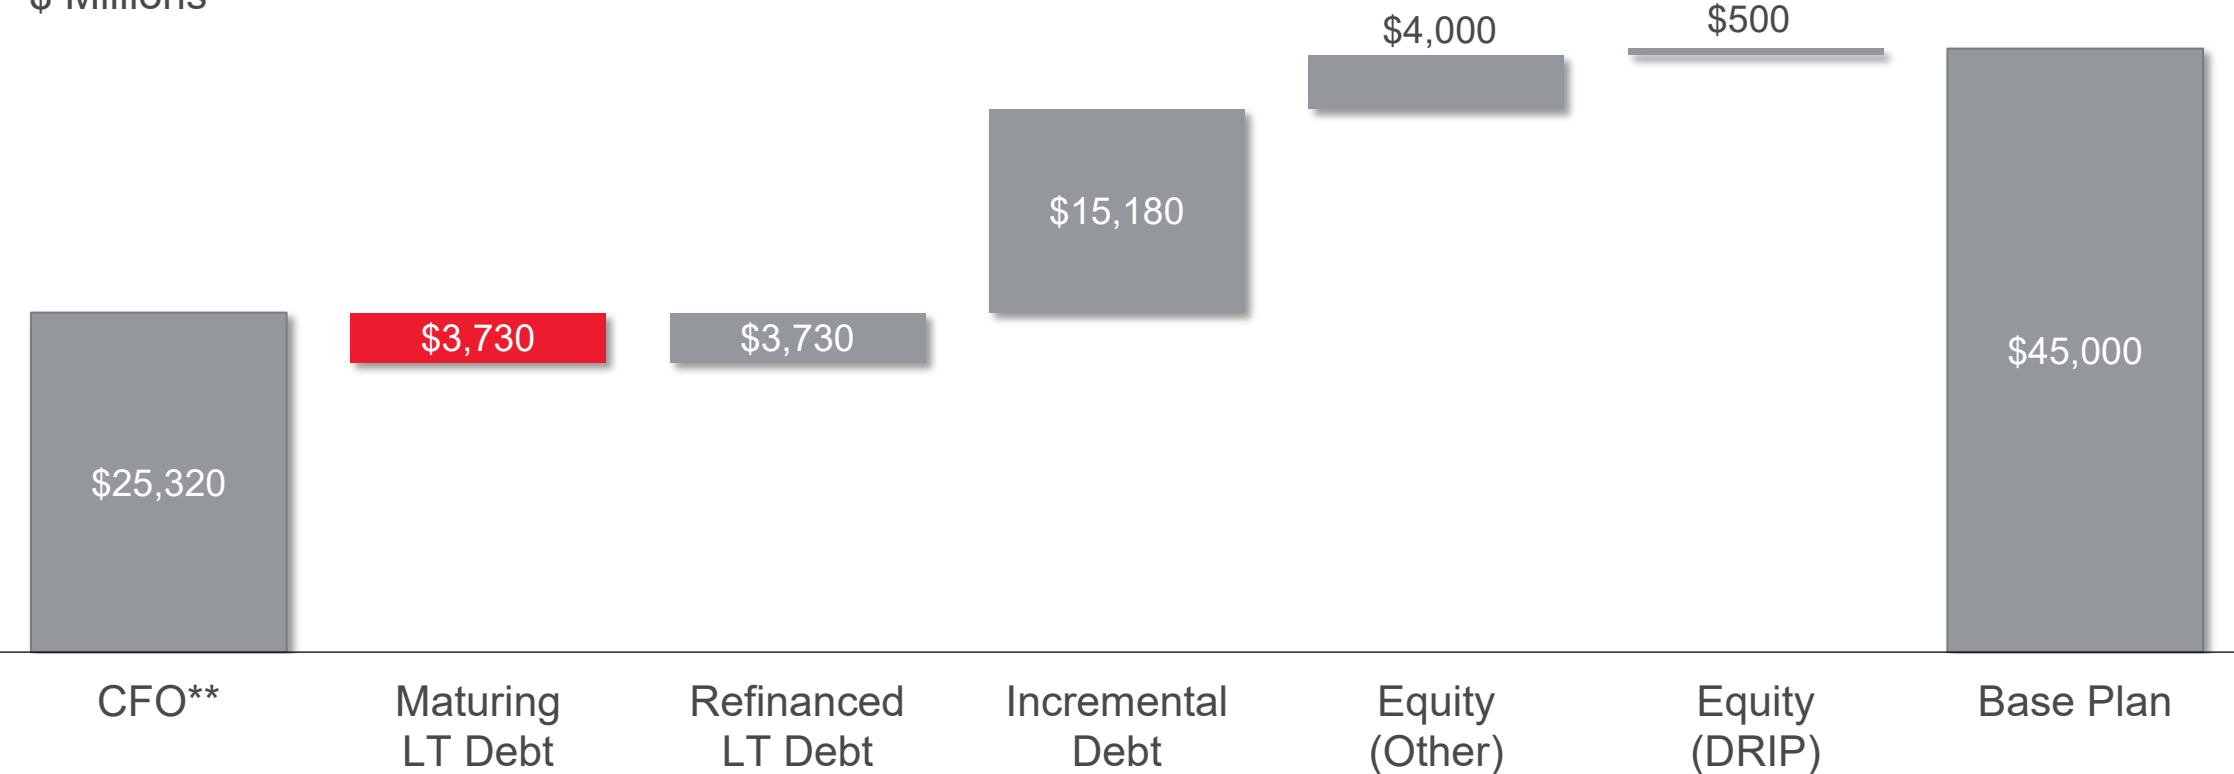 $ Millions
$4,000
$500
$15,180
$3,730
$3,730
$45,000
$25,320
CFO**
Maturing
LT Debt
Refinanced
LT Debt
Incremental
Debt
Equity
(Other)
Equity
(DRIP)
Base Plan